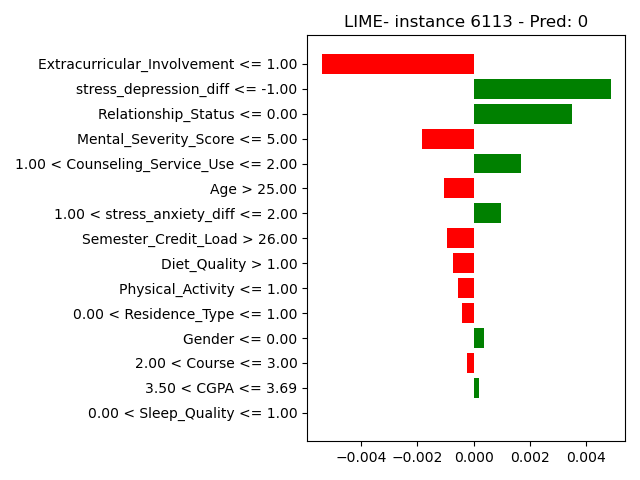 LIME- instance 6113 - Pred: 0
Extracurricular_Involvement <= 1.00
stress_depression_diff <= -1.00
Relationship_Status <= 0.00
Mental_Severity_Score <= 5.00
1.00 < Counseling_Service_Use <= 2.00
Age > 25.00
1.00 < stress_anxiety_diff <= 2.00
Semester_Credit_Load > 26.00
Diet_Quality > 1.00
Physical_Activity <= 1.00
0.00 < Residence_Type <= 1.00
Gender <= 0.00
2.00 < Course <= 3.00
3.50 < CGPA <= 3.69
0.00 < Sleep_Quality <= 1.00
−0.004 −0.002 0.000 0.002 0.004